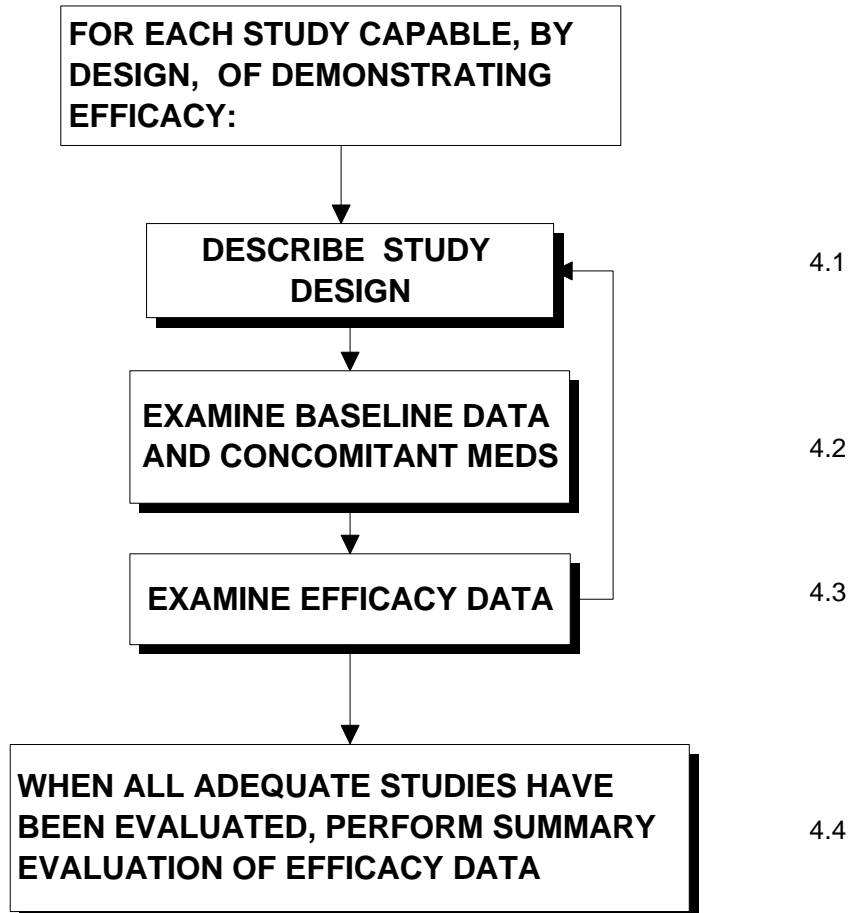 FOR EACH STUDY CAPABLE, BY
DESIGN, OF DEMONSTRATING
EFFICACY:
DESCRIBE STUDY
DESIGN
4.1
EXAMINE BASELINE DATA
AND CONCOMITANT MEDS
4.2
EXAMINE EFFICACY DATA
4.3
WHEN ALL ADEQUATE STUDIES HAVE
BEEN EVALUATED, PERFORM SUMMARY
EVALUATION OF EFFICACY DATA
4.4